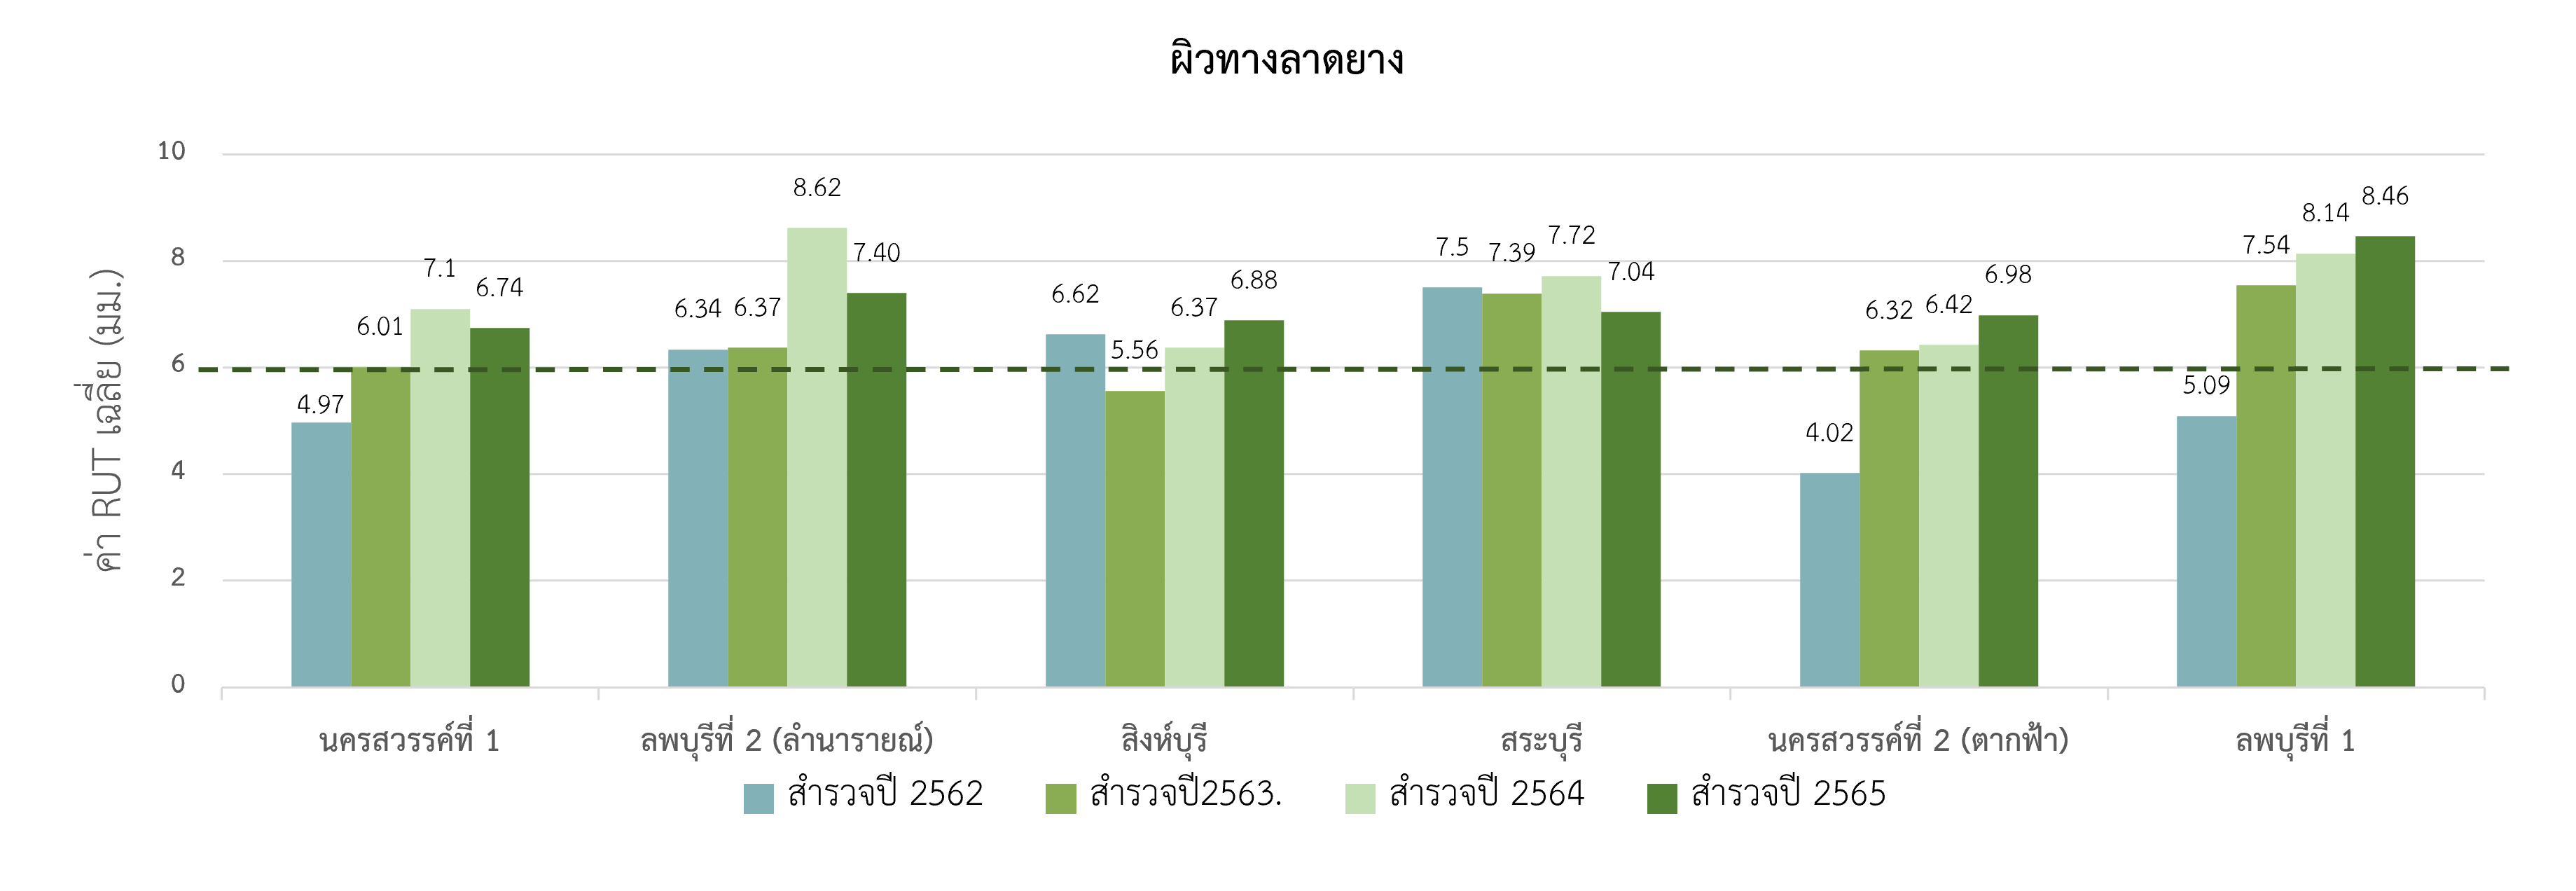 ผิวทางลาดยาง
ค่า RUT เฉลี่ย (มม.)
10
8
6
4
2
0
4.97 6.01 7.1 6.74
6.34 6.37 8.62 7.40
6.62 5.56 6.37 6.88
7.5 7.39 7.72 7.04
4.02 6.32 6.42 6.98
5.09 7.54 8.14 8.46
นครสวรรค์ที่ 1 ลพบุรีที่ 2 (ลำนารายณ์) สิงห์บุรี สระบุรี นครสวรรค์ที่ 2 (ตากฟ้า) ลพบุรีที่ 1
สำรวจปี 2562 สำรวจปี2563. สำรวจปี 2564 สำรวจปี 2565